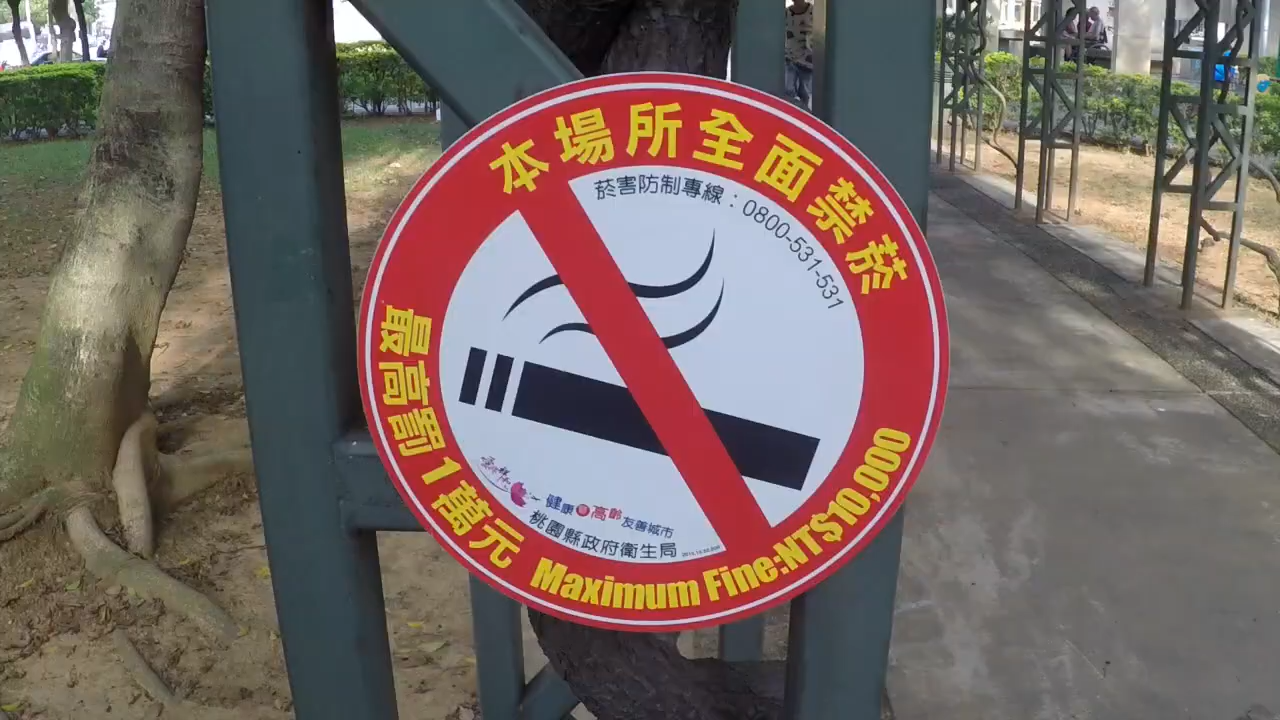 本場所全面禁菸
菸害防制專線：0800-531-531
健康 高齡友善城市
桃園縣政府衛生局
最高罰1萬元
Maximum Fine:NT$10,000